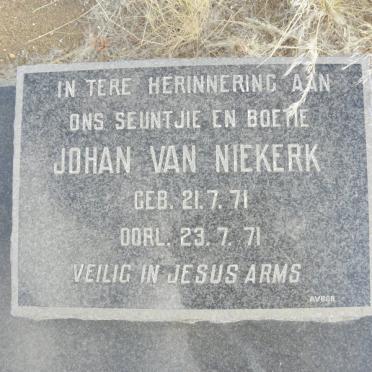 IN TERE HERINNERING AAN
ONS SEUNTJIE EN BOETIE
JOHAN VAN NIEKERK
GEB. 21.7.71
OORL. 23.7.71
VEILIG IN JESUS ARMS